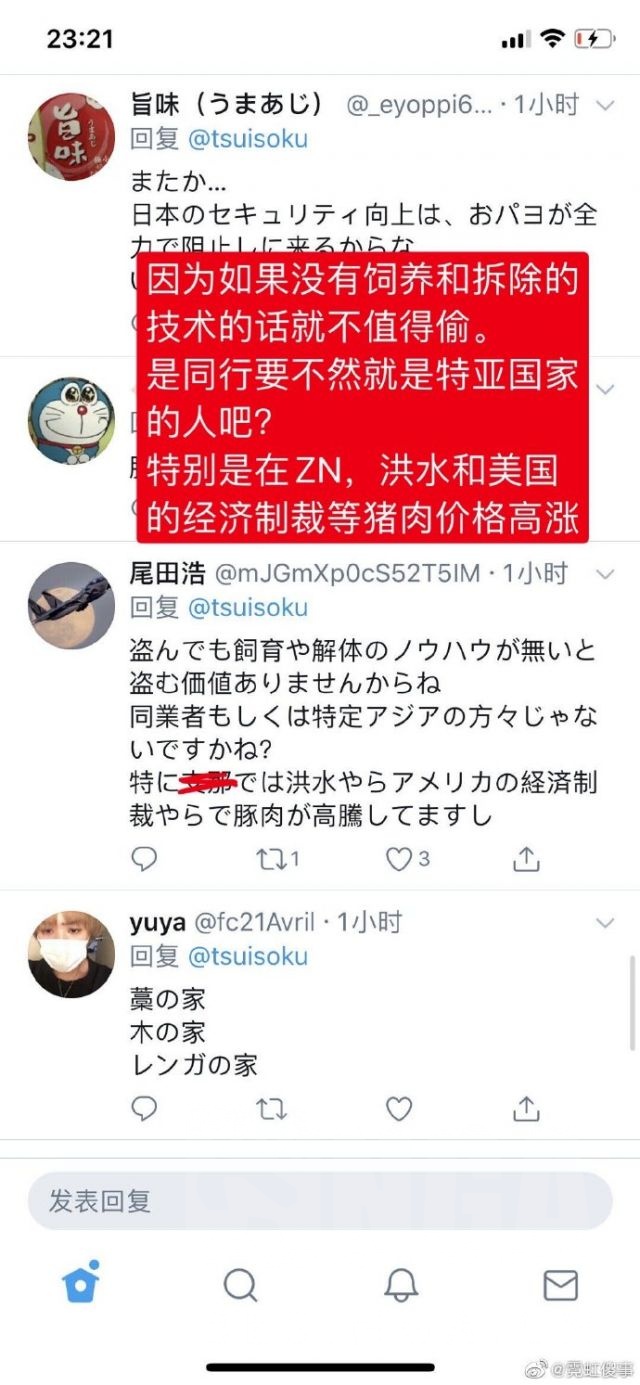 23:21
旨味（うまあじ） @_eyoppi6... · 1小时
回复 @tsuisoku
またか...
日本のセキュリティ向上は、おパヨが全
力で阻止しに来るからな
因为如果没有饲养和拆除的
技术的话就不值得偷。
是同行要不然就是特亚国家
的人吧？
特别是在ZN，洪水和美国
的经济制裁等猪肉价格高涨
尾田浩 @mJGmXp0cS52T5IM · 1小时
回复 @tsuisoku
盗んでも飼育や解体のノウハウが無いと
盗む価値ありませんからね
同業者もしくは特定アジアの方々じゃな
いですかね?
特に支那では洪水やらアメリカの経済制
裁やらで豚肉が高騰してますし
1
3
yuya @fc21Avril · 1小时
回复 @tsuisoku
藁の家
木の家
レンガの家
发表回复
@霓虹傻事